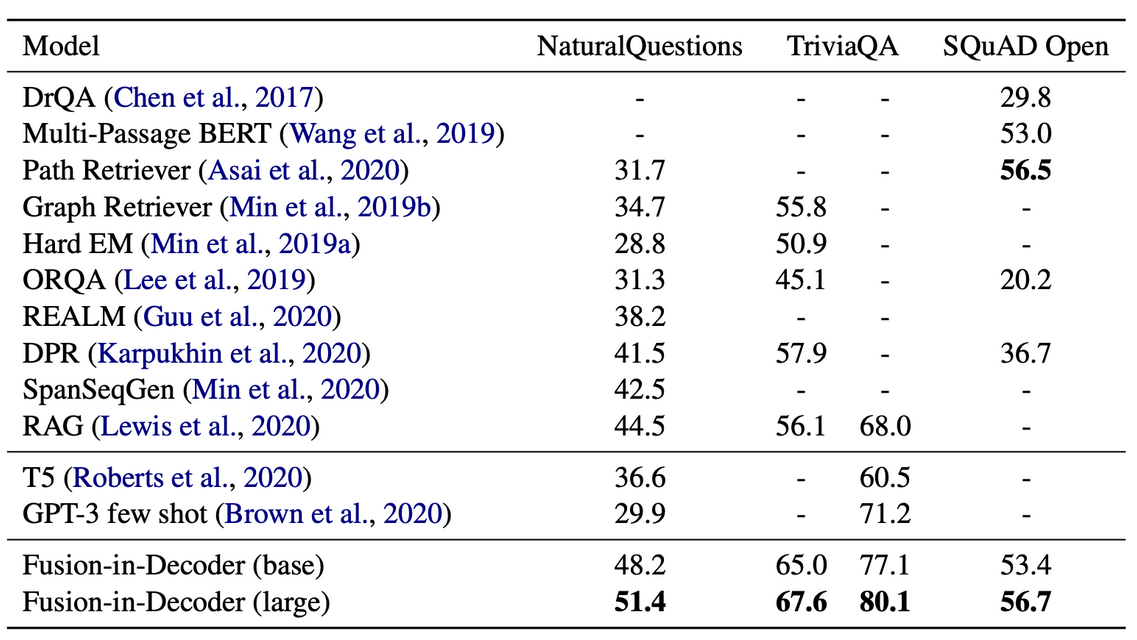 Model NaturalQuestions TriviaQA SQuAD Open
DrQA (Chen et al., 2017) - - - 29.8
Multi-Passage BERT (Wang et al., 2019) - - - 53.0
Path Retriever (Asai et al., 2020) 31.7 - - 56.5
Graph Retriever (Min et al., 2019b) 34.7 55.8 - -
Hard EM (Min et al., 2019a) 28.8 50.9 - -
ORQA (Lee et al., 2019) 31.3 45.1 - 20.2
REALM (Guu et al., 2020) 38.2 - -
DPR (Karpukhin et al., 2020) 41.5 57.9 - 36.7
SpanSeqGen (Min et al., 2020) 42.5 - - -
RAG (Lewis et al., 2020) 44.5 56.1 68.0 -
T5 (Roberts et al., 2020) 36.6 - 60.5 -
GPT-3 few shot (Brown et al., 2020) 29.9 - 71.2 -
Fusion-in-Decoder (base) 48.2 65.0 77.1 53.4
Fusion-in-Decoder (large) 51.4 67.6 80.1 56.7